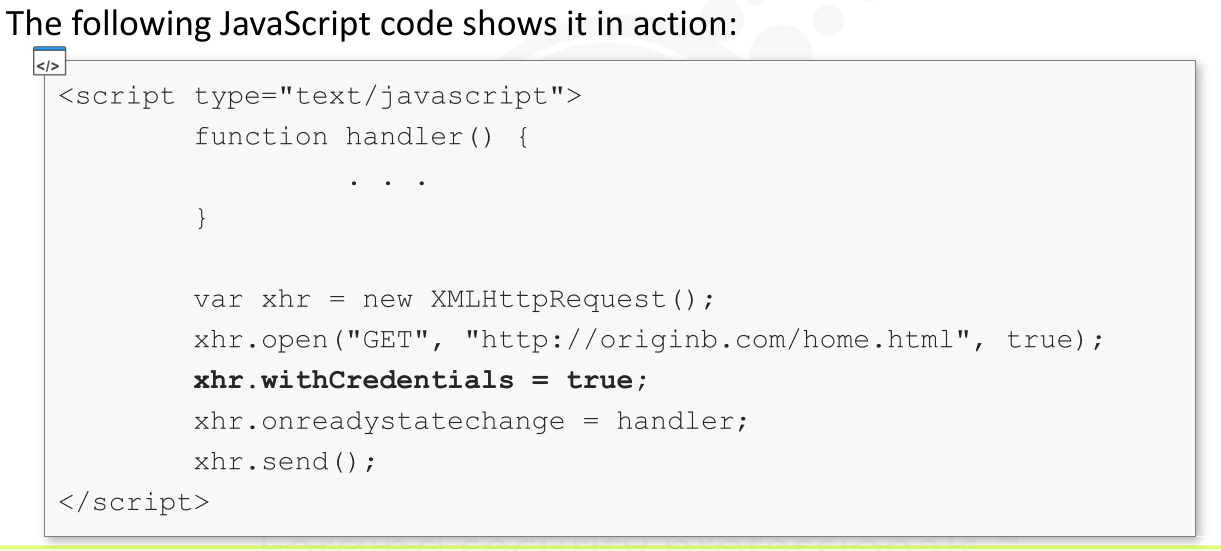 The following JavaScript code shows it in action:
</>
<script type="text/javascript">
function handler() {
. . .
}
var xhr = new XMLHttpRequest();
xhr.open("GET", "http://originb.com/home.html", true);
xhr.withCredentials = true;
xhr.onreadystatechange = handler;
xhr.send();
</script>